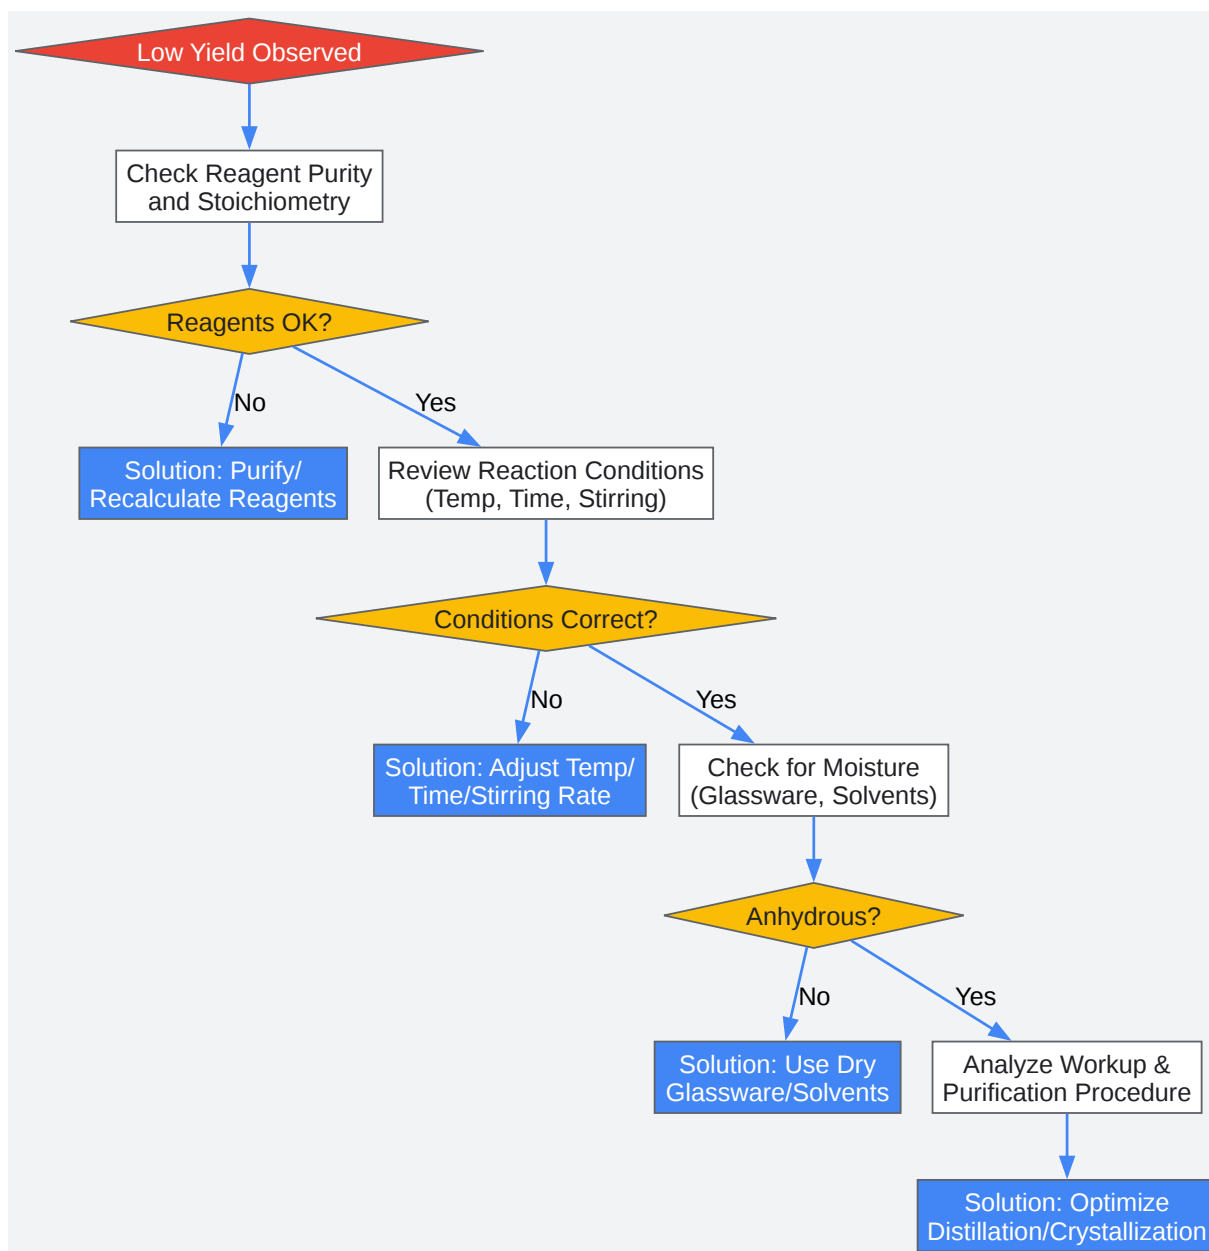 Low Yield Observed
Check Reagent Purity
and Stoichiometry
Reagents OK?
No
Yes
Solution: Purify/
Recalculate Reagents
Review Reaction Conditions
(Temp, Time, Stirring)
Conditions Correct?
No
Yes
Solution: Adjust Temp/
Time/Stirring Rate
Check for Moisture
(Glassware, Solvents)
Anhydrous?
No
Yes
Solution: Use Dry
Glassware/Solvents
Analyze Workup &
Purification Procedure
Solution: Optimize
Distillation/Crystallization